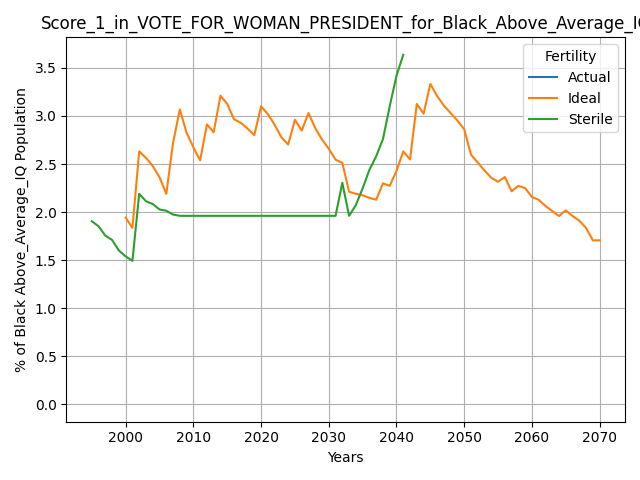 Score_1_in_VOTE_FOR_WOMAN_PRESIDENT_for_Black_Above_Average_IQ
Fertility
Actual
Ideal
Sterile
% of Black Above_Average_IQ Population
3.5
3.0
2.5
2.0
1.5
1.0
0.5
0.0
2000 2010 2020 2030 2040 2050 2060 2070
Years